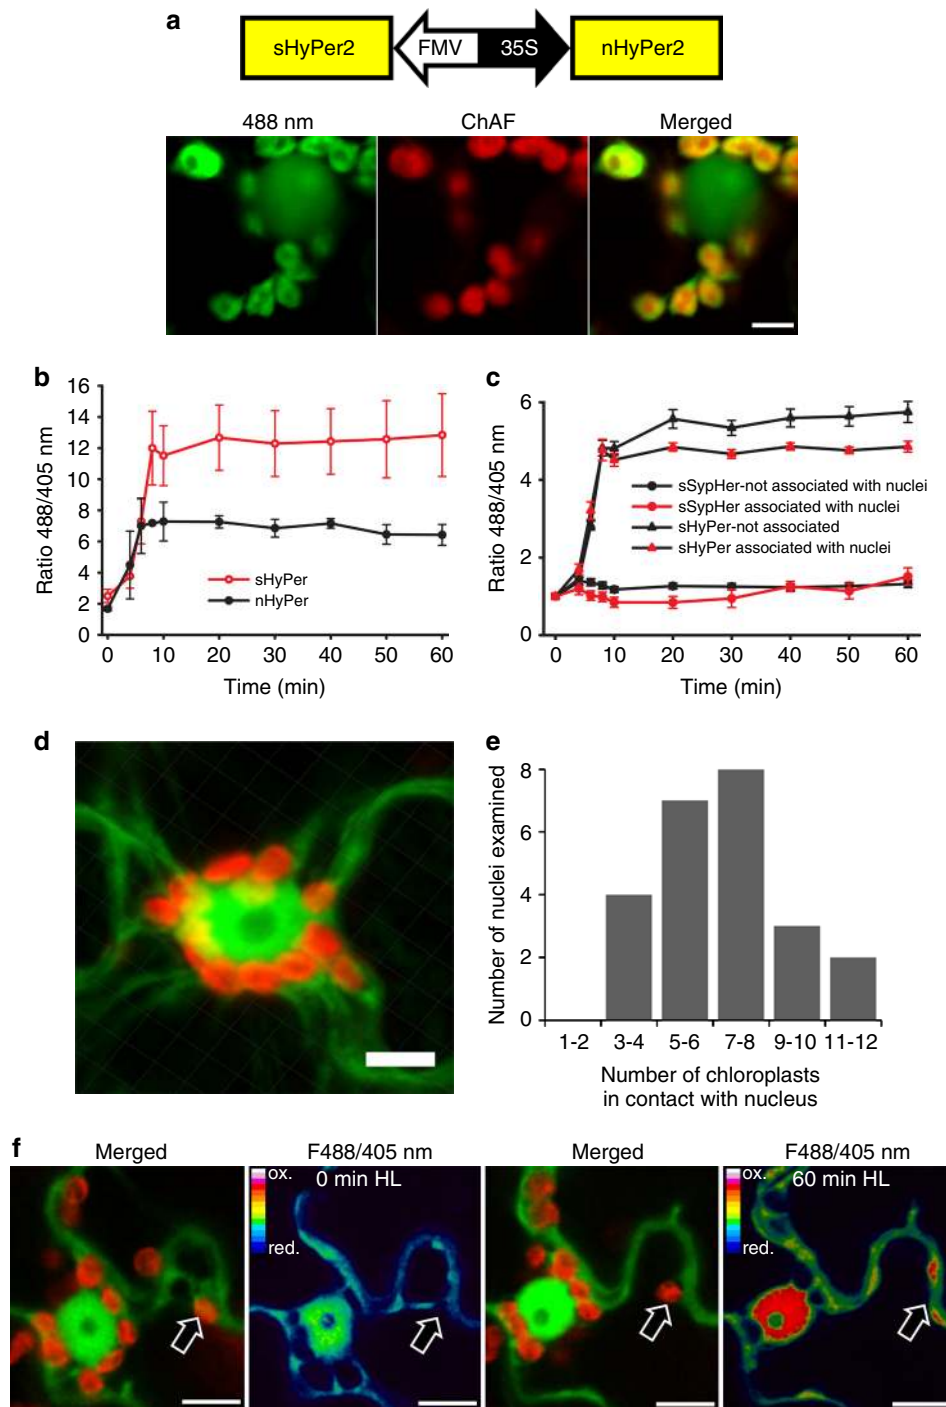 a
sHyPer2 FMV 35S nHyPer2
488 nm ChAF Merged
b
Ratio 488/405 nm
16
14
12
10
8
6
4
2
0
sHyPer
nHyPer
0 10 20 30 40 50 60
Time (min)
c
Ratio 488/405 nm
6
4
2
0
sSypHer-not associated with nuclei
sSypHer associated with nuclei
sHyPer-not associated
sHyPer associated with nuclei
0 10 20 30 40 50 60
Time (min)
d
e
Number of nuclei examined
8
6
4
2
0
1-2 3-4 5-6 7-8 9-10 11-12
Number of chloroplasts
in contact with nucleus
f
Merged F488/405 nm Merged F488/405 nm
ox. 0 min HL ox. 60 min HL
red. red.